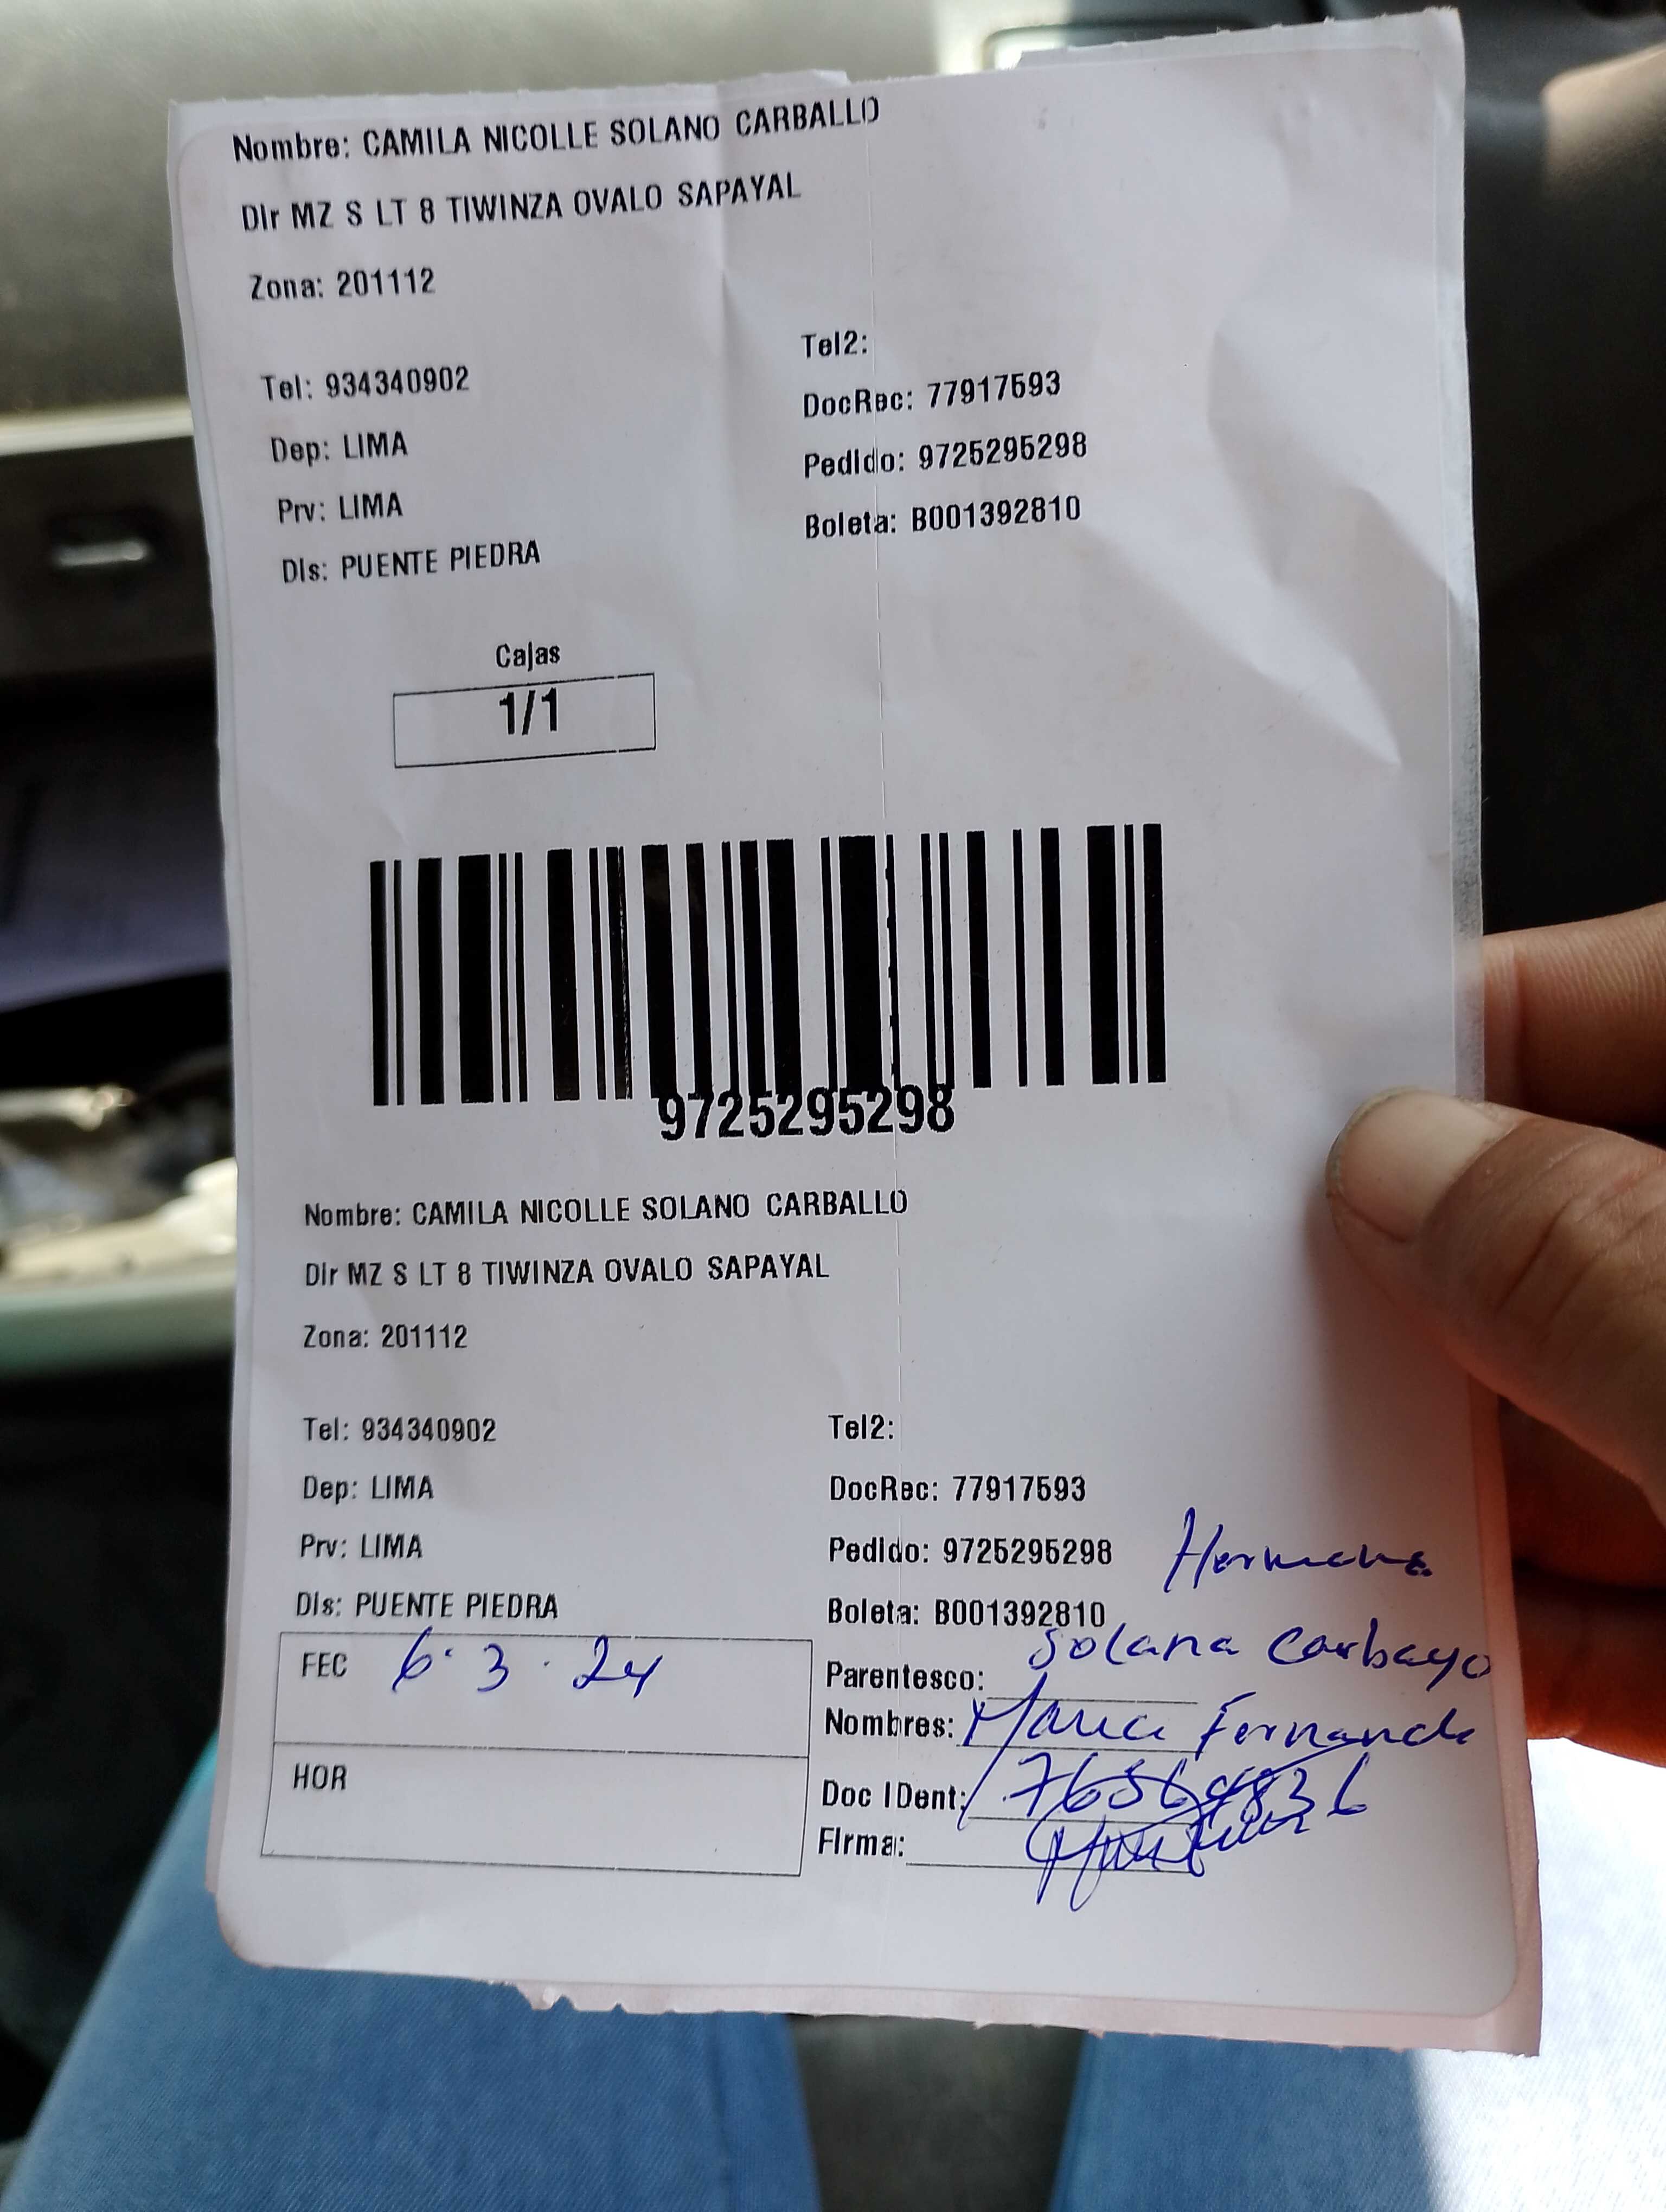 Nombre: CAMILA NICOLLE SOLANO CARBALLO
Dir MZ S LT 8 TIWINZA OVALO SAPAYAL
Zona: 201112
Tel2:
Tel: 934340902
DocRec: 77917593
Dep: LIMA
Pedido: 9725295298
Prv: LIMA
Boleta: B001392810
Dis: PUENTE PIEDRA
Cajas
1/1
9725295298
Nombre: CAMILA NICOLLE SOLANO CARBALLO
Dir MZ S LT 8 TIWINZA OVALO SAPAYAL
Zona: 201112
Tel: 934340902
Tel2:
Dep: LIMA
DocRec: 77917593
Prv: LIMA
Pedido: 9725295298 Hermana
Dis: PUENTE PIEDRA
Boleta: B001392810
FEC 6.3.24
Solana Carbayo
Parentesco:
Nombres: Maria Fernanda
HOR
Doc IDent:
Firma: